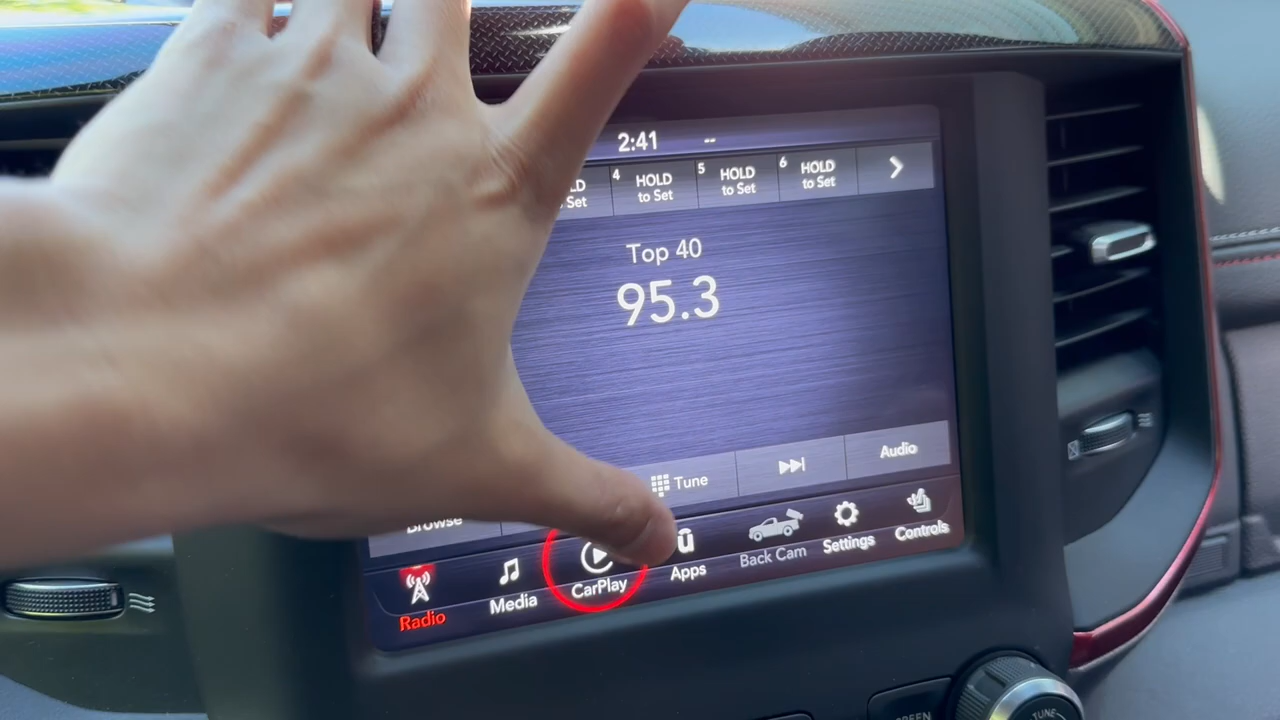 2:41 --
LD
Set
4 HOLD
to Set
5 HOLD
to Set
6 HOLD
to Set
Top 40
95.3
Tune
Audio
Browse
Radio
Media
CarPlay
Apps
Back Cam
Settings
Controls
TUNE